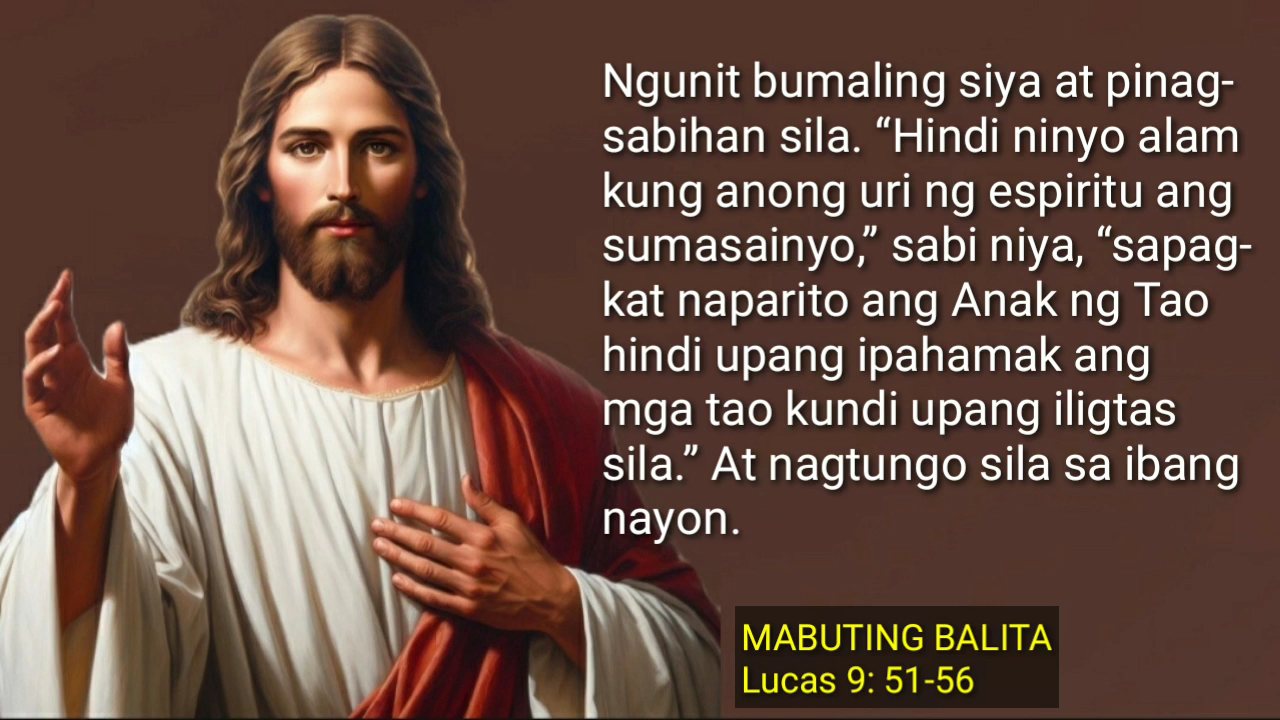 Ngunit bumaling siya at pinag-
sabihan sila. “Hindi ninyo alam
kung anong uri ng espiritu ang
sumasainyo,” sabi niya, “sapag-
kat naparito ang Anak ng Tao
hindi upang ipahamak ang
mga tao kundi upang iligtas
sila.” At nagtungo sila sa ibang
nayon.
MABUTING BALITA
Lucas 9: 51-56